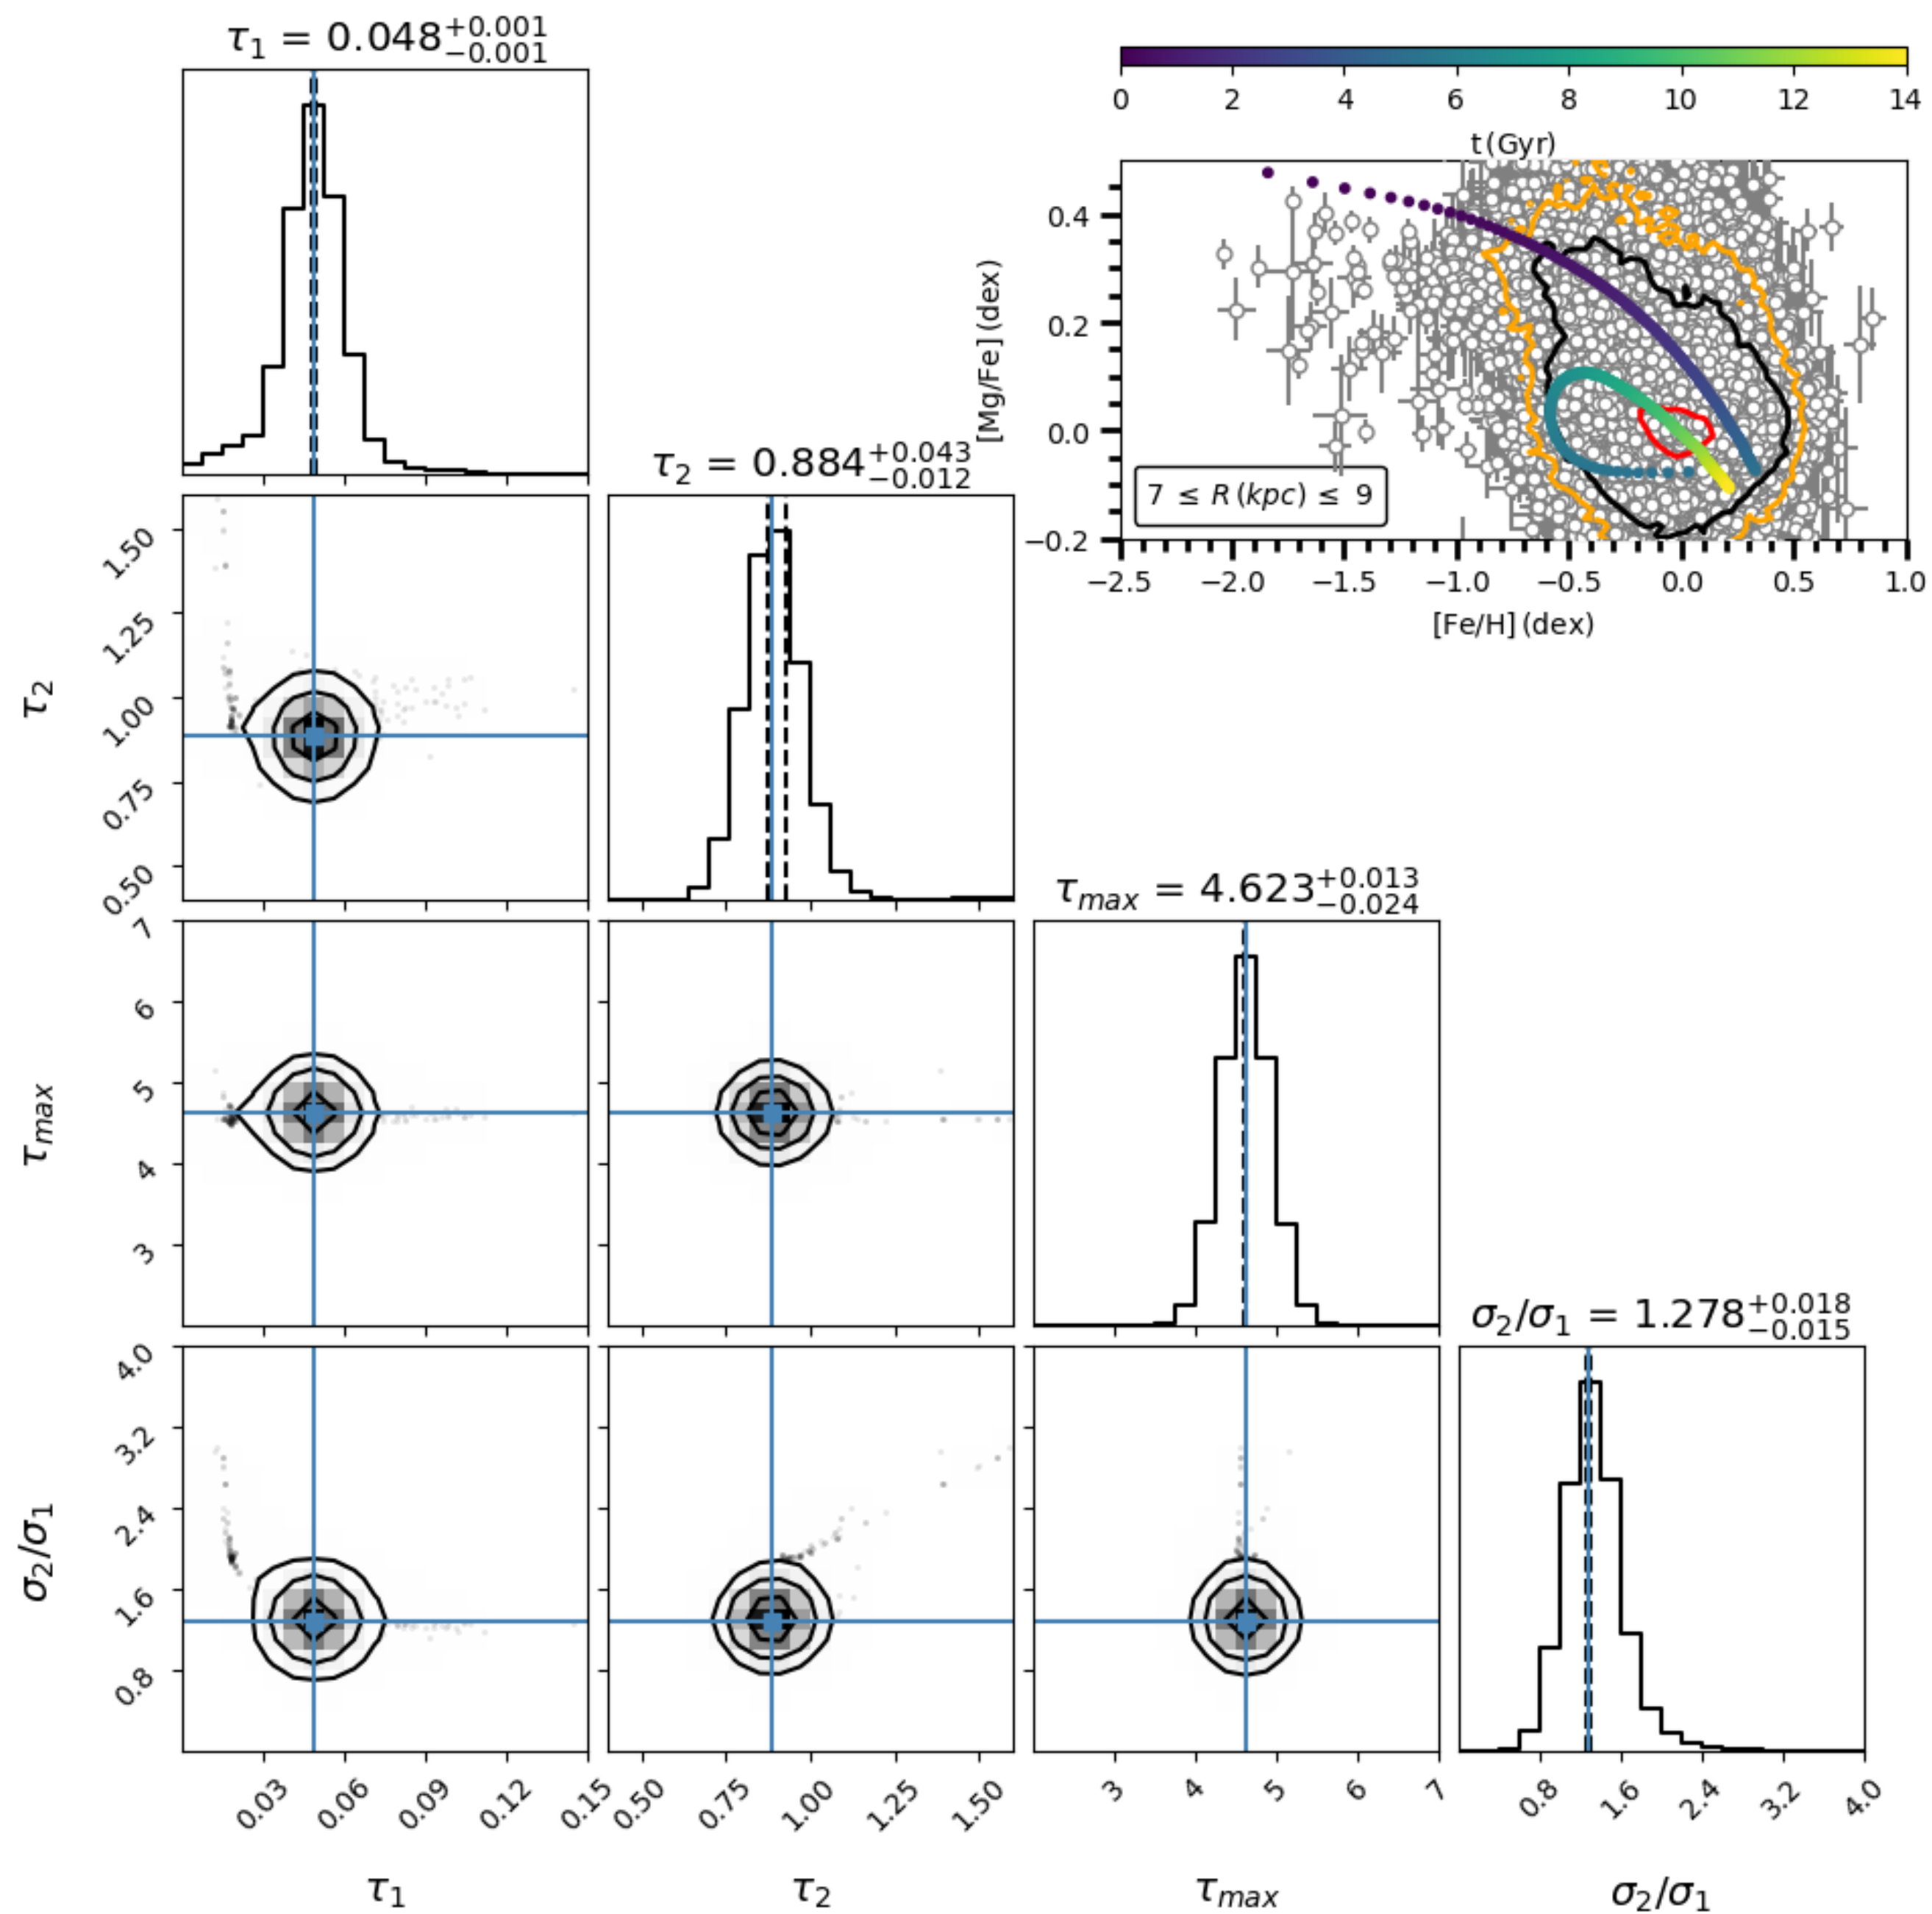 τ₁ = 0.048⁺⁰·⁰⁰¹₋₀.₀₀₁
0 2 4 6 8 10 12 14
t (Gyr)
0.4
0.2
0.0
−0.2
[Mg/Fe] (dex)
7 ≤ R (kpc) ≤ 9
−2.5 −2.0 −1.5 −1.0 −0.5 0.0 0.5 1.0
[Fe/H] (dex)
τ₂ = 0.884⁺⁰·⁰⁴³₋₀.₀₁₂
τ₂
1.50
1.25
1.00
0.75
0.50
τₘₐₓ = 4.623⁺⁰·⁰¹³₋₀.₀₂₄
τₘₐₓ
7
6
5
4
3
σ₂/σ₁ = 1.278⁺⁰·⁰¹⁸₋₀.₀₁₅
σ₂/σ₁
4.0
3.2
2.4
1.6
0.8
0.03 0.06 0.09 0.12 0.15 0.50 0.75 1.00 1.25 1.50 3 4 5 6 7 0.8 1.6 2.4 3.2 4.0
τ₁ τ₂ τₘₐₓ σ₂/σ₁